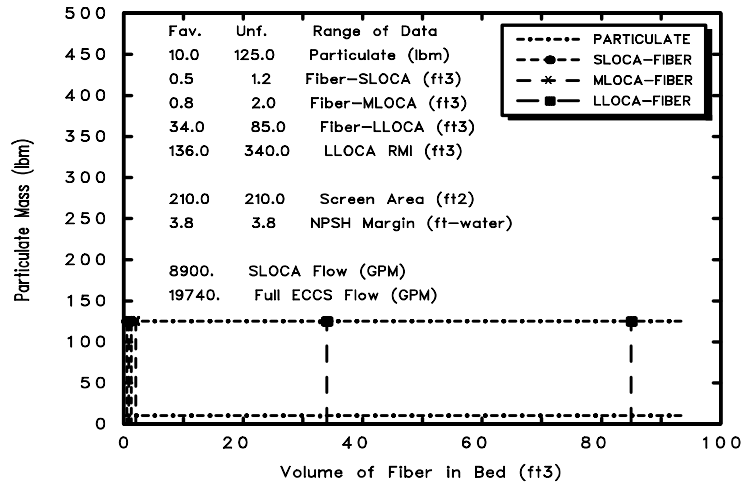 500
450
400
350
300
250
200
150
100
50
0
Particulate Mass (lbm)
Fav. Unf. Range of Data
10.0 125.0 Particulate (lbm)
0.5 1.2 Fiber-SLOCA (ft3)
0.8 2.0 Fiber-MLOCA (ft3)
34.0 85.0 Fiber-LLOCA (ft3)
136.0 340.0 LLOCA RMI (ft3)
210.0 210.0 Screen Area (ft2)
3.8 3.8 NPSH Margin (ft-water)
8900. SLOCA Flow (GPM)
19740. Full ECCS Flow (GPM)
PARTICULATE
SLOCA-FIBER
MLOCA-FIBER
LLOCA-FIBER
0 20 40 60 80 100
Volume of Fiber in Bed (ft3)